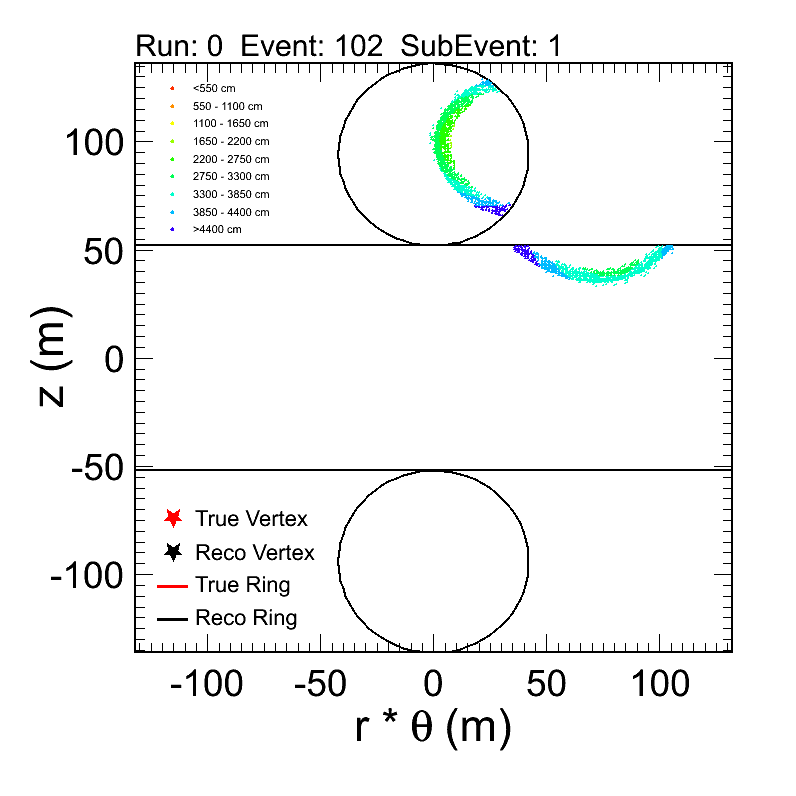 Run: 0 Event: 102 SubEvent: 1
<550 cm
550 - 1100 cm
1100 - 1650 cm
1650 - 2200 cm
2200 - 2750 cm
2750 - 3300 cm
3300 - 3850 cm
3850 - 4400 cm
>4400 cm
100
50
0
-50
-100
z (m)
True Vertex
Reco Vertex
True Ring
Reco Ring
-100 -50 0 50 100
r * θ (m)